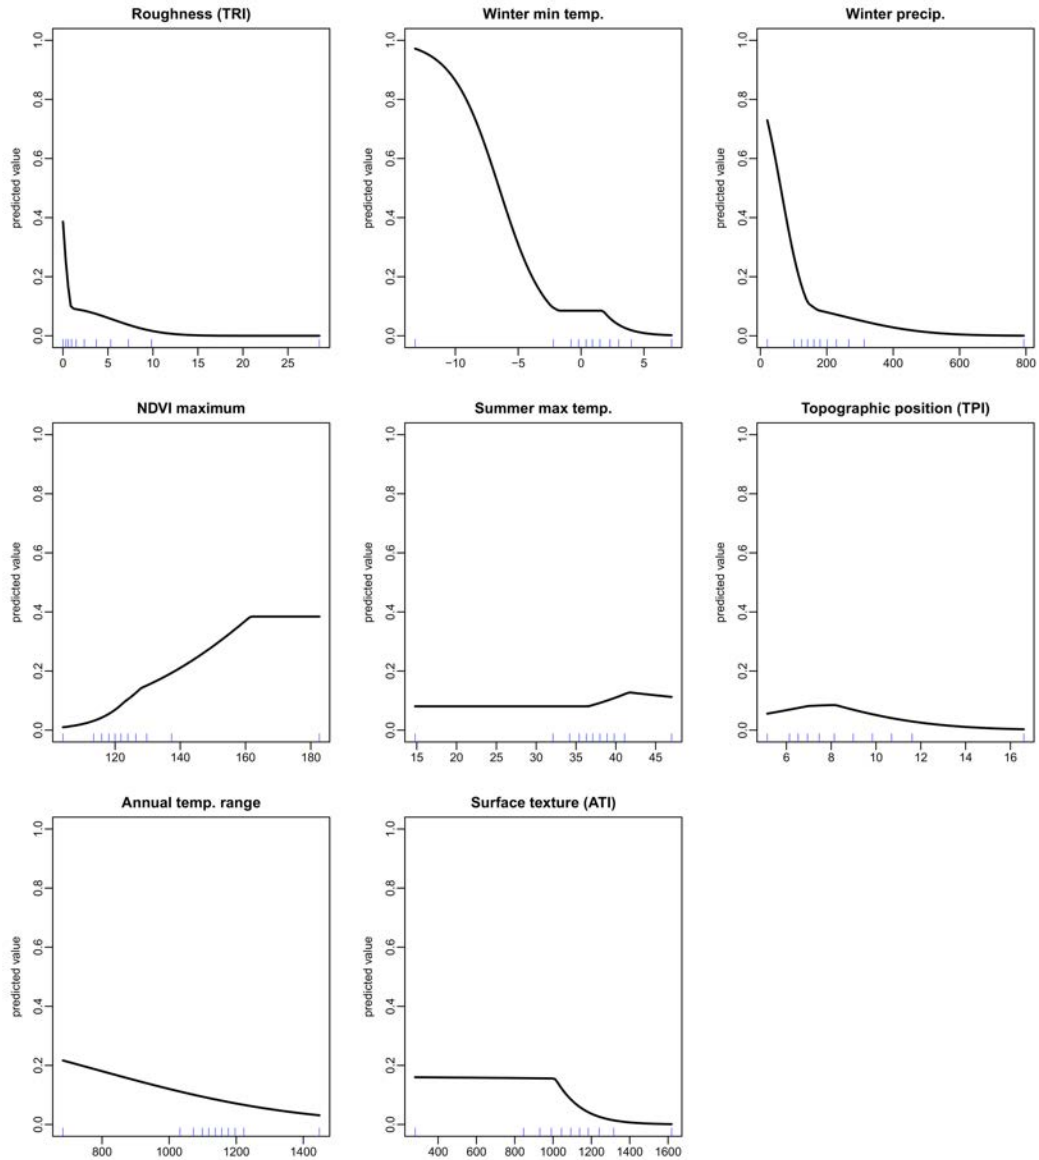 Roughness (TRI)
Winter min temp.
Winter precip.
predicted value
0.0 0.2 0.4 0.6 0.8 1.0
0 5 10 15 20 25
predicted value
0.0 0.2 0.4 0.6 0.8 1.0
−10 −5 0 5
predicted value
0.0 0.2 0.4 0.6 0.8 1.0
0 200 400 600 800
NDVI maximum
Summer max temp.
Topographic position (TPI)
predicted value
0.0 0.2 0.4 0.6 0.8 1.0
120 140 160 180
predicted value
0.0 0.2 0.4 0.6 0.8 1.0
15 20 25 30 35 40 45
predicted value
0.0 0.2 0.4 0.6 0.8 1.0
6 8 10 12 14 16
Annual temp. range
Surface texture (ATI)
predicted value
0.0 0.2 0.4 0.6 0.8 1.0
800 1000 1200 1400
predicted value
0.0 0.2 0.4 0.6 0.8 1.0
400 600 800 1000 1200 1400 1600